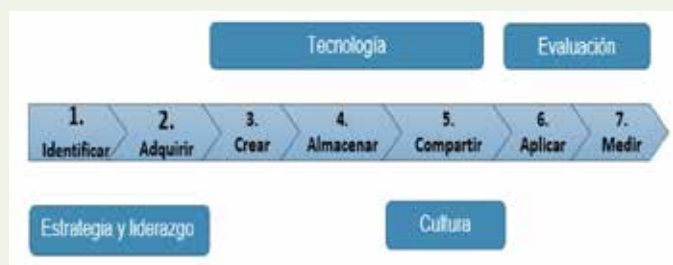 Tecnología
Evaluación
1. Identificar
2. Adquirir
3. Crear
4. Almacenar
5. Compartir
6. Aplicar
7. Medir
Estrategia y liderazgo
Cultura